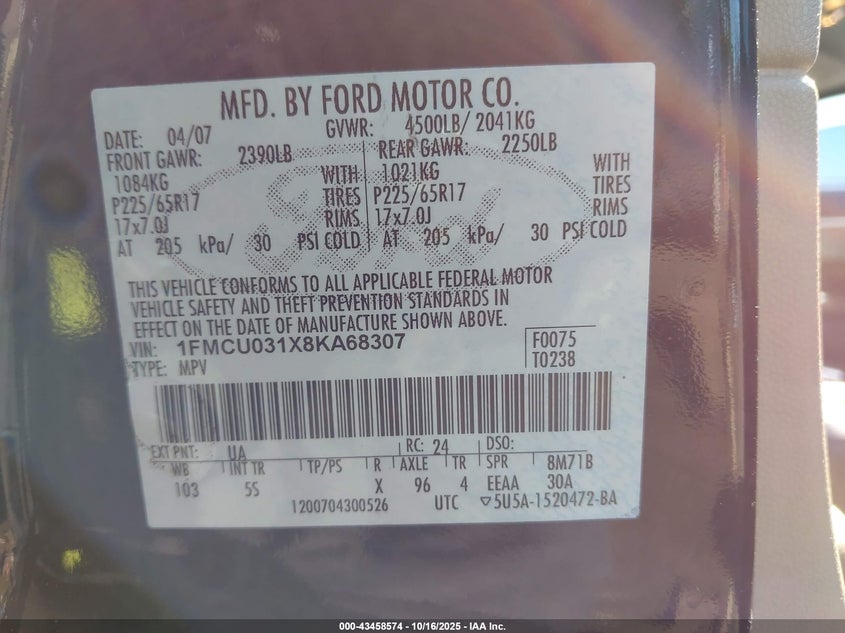 MFD. BY FORD MOTOR CO.
DATE: 04/07 GVWR: 4500LB/ 2041KG
FRONT GAWR: 2390LB REAR GAWR: 2250LB
1084KG WITH 1021KG WITH
P225/65R17 TIRES P225/65R17 TIRES
17x7.0J RIMS 17x7.0J RIMS
AT 205 kPa/ 30 PSI COLD AT 205 kPa/ 30 PSI COLD
Ford
THIS VEHICLE CONFORMS TO ALL APPLICABLE FEDERAL MOTOR
VEHICLE SAFETY AND THEFT PREVENTION STANDARDS IN
EFFECT ON THE DATE OF MANUFACTURE SHOWN ABOVE.
VIN: 1FMCU031X8KA68307 F0075
TYPE: MPV T0238
EXT PNT: UA RC: 24 DSO:
WB INT TR TP/PS R AXLE TR SPR 8M71B
103 5S X 96 4 EEAA 30A
1200704300526 UTC ▽5U5A-1520472-BA
000-43458574 - 10/16/2025 - IAA Inc.